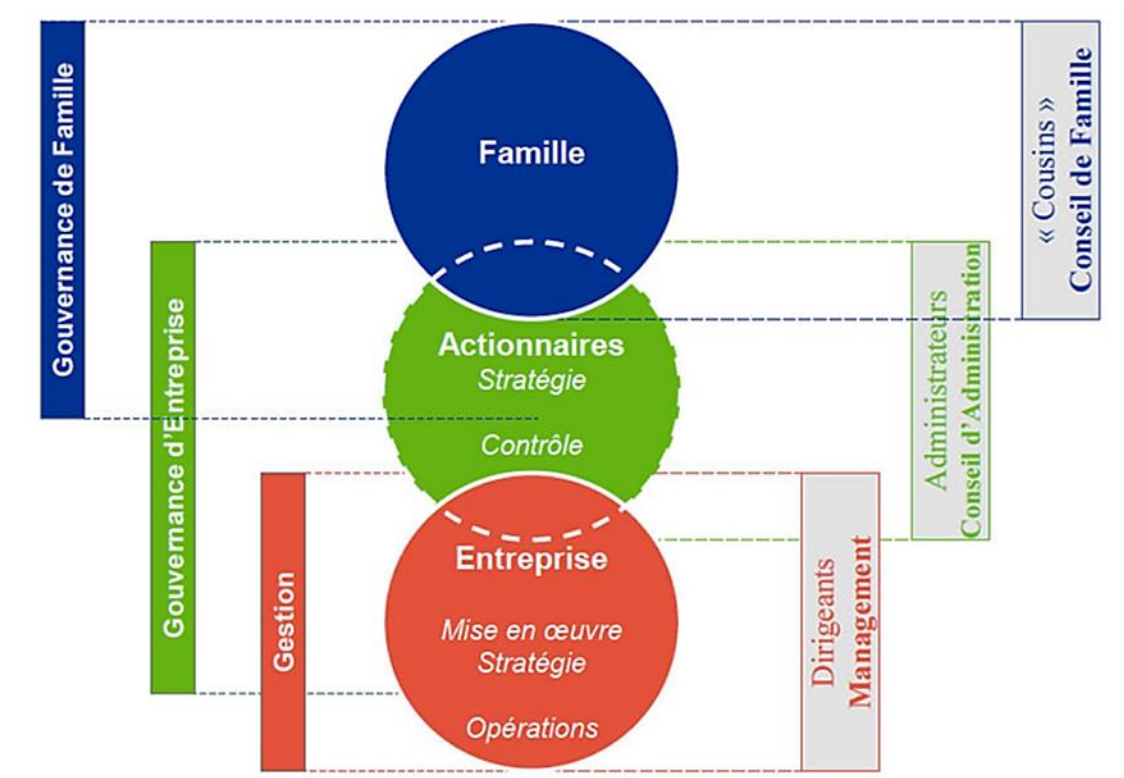 Gouvernance de Famille
Gouvernance d'Entreprise
Gestion
Famille
Actionnaires
Stratégie
Contrôle
Entreprise
Mise en œuvre
Stratégie
Opérations
« Cousins »
Conseil de Famille
Administrateurs
Conseil d'Administration
Dirigeants
Management